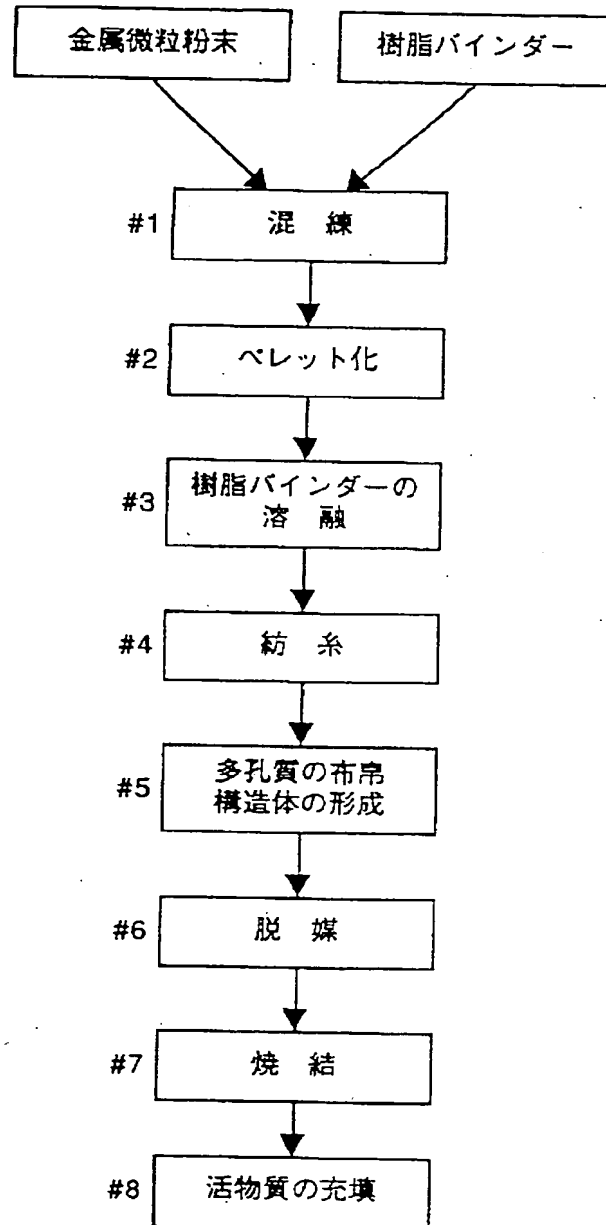 金属微粒粉末
樹脂バインダー
#1
混 練
#2
ペレット化
#3
樹脂バインダーの
溶 融
#4
紡 糸
#5
多孔質の布帛
構造体の形成
#6
脱 媒
#7
焼 結
#8
活物質の充填